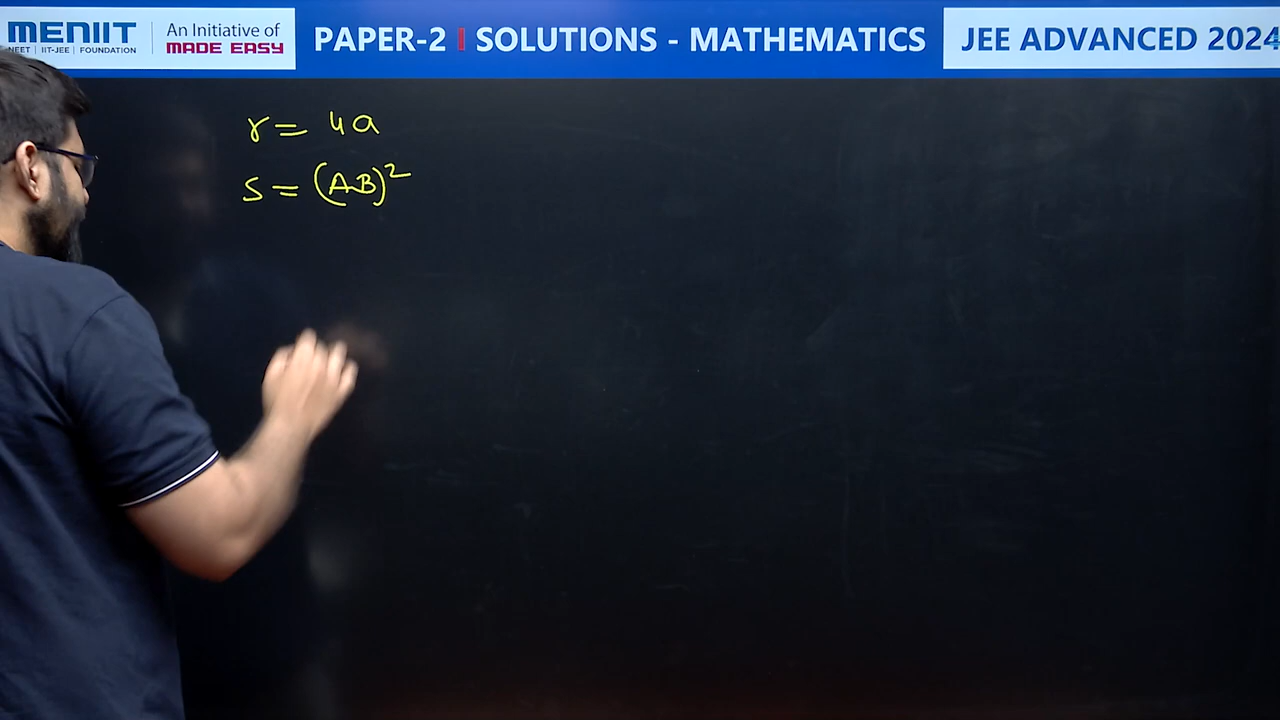 MENIIT
NEET | IIT-JEE | FOUNDATION
An Initiative of
MADE EASY
PAPER-2 | SOLUTIONS - MATHEMATICS
JEE ADVANCED 2024
r = 4a
s = (AB)²